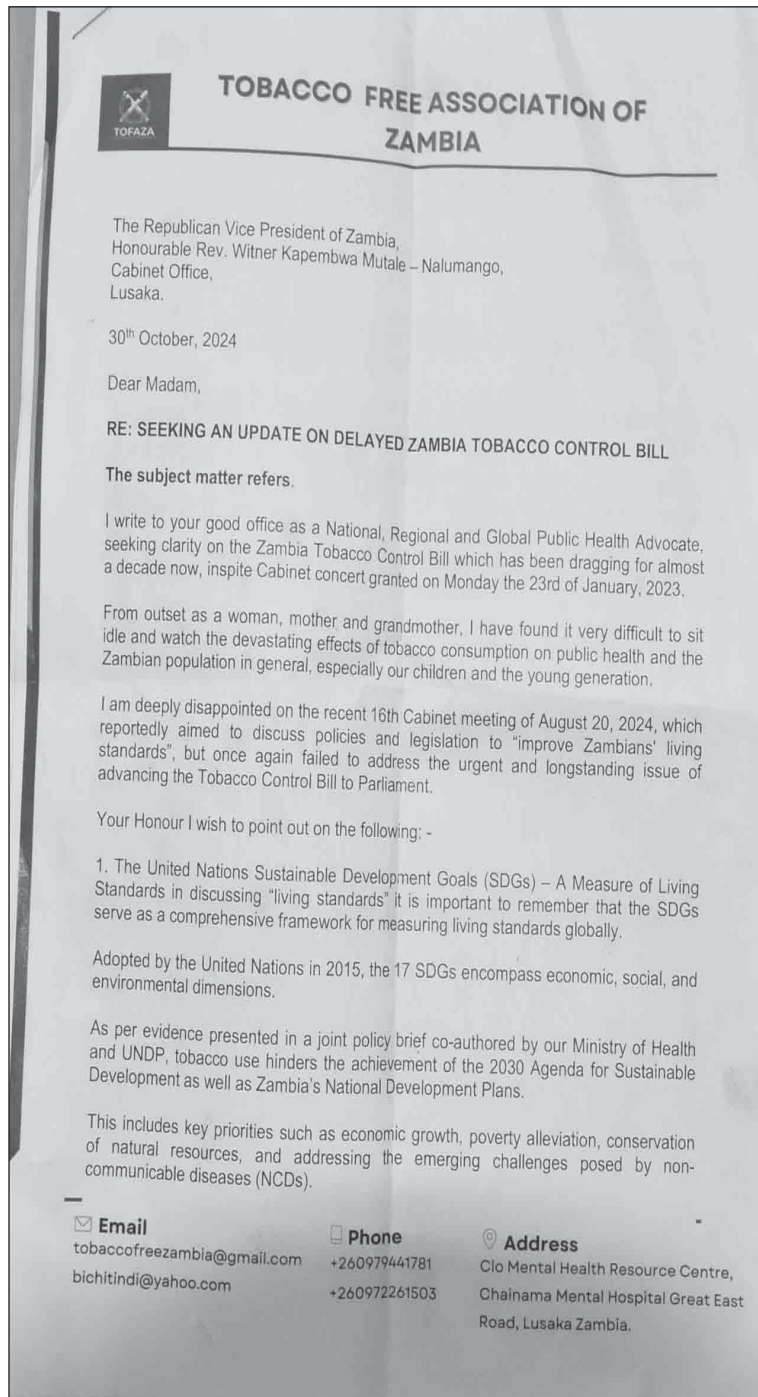 TOFAZA
TOBACCO FREE ASSOCIATION OF
ZAMBIA
The Republican Vice President of Zambia,
Honourable Rev. Witner Kapembwa Mutale – Nalumango,
Cabinet Office,
Lusaka.
30th October, 2024
Dear Madam,
RE: SEEKING AN UPDATE ON DELAYED ZAMBIA TOBACCO CONTROL BILL
The subject matter refers.
I write to your good office as a National, Regional and Global Public Health Advocate,
seeking clarity on the Zambia Tobacco Control Bill which has been dragging for almost
a decade now, inspite Cabinet concert granted on Monday the 23rd of January, 2023.
From outset as a woman, mother and grandmother, I have found it very difficult to sit
idle and watch the devastating effects of tobacco consumption on public health and the
Zambian population in general, especially our children and the young generation.
I am deeply disappointed on the recent 16th Cabinet meeting of August 20, 2024, which
reportedly aimed to discuss policies and legislation to “improve Zambians' living
standards”, but once again failed to address the urgent and longstanding issue of
advancing the Tobacco Control Bill to Parliament.
Your Honour I wish to point out on the following: -
1. The United Nations Sustainable Development Goals (SDGs) – A Measure of Living
Standards in discussing “living standards” it is important to remember that the SDGs
serve as a comprehensive framework for measuring living standards globally.
Adopted by the United Nations in 2015, the 17 SDGs encompass economic, social, and
environmental dimensions.
As per evidence presented in a joint policy brief co-authored by our Ministry of Health
and UNDP, tobacco use hinders the achievement of the 2030 Agenda for Sustainable
Development as well as Zambia's National Development Plans.
This includes key priorities such as economic growth, poverty alleviation, conservation
of natural resources, and addressing the emerging challenges posed by non-
communicable diseases (NCDs).
Email
tobaccofreezambia@gmail.com
bichitindi@yahoo.com
Phone
+260979441781
+260972261503
Address
Clo Mental Health Resource Centre,
Chainama Mental Hospital Great East
Road, Lusaka Zambia.